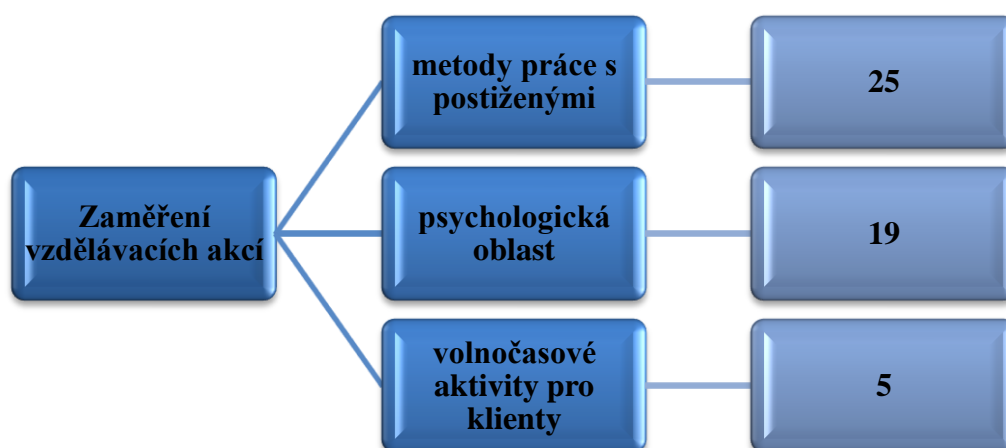 Zaměření
vzdělávacích akcí
metody práce s
postiženými
25
psychologická
oblast
19
volnočasové
aktivity pro
klienty
5